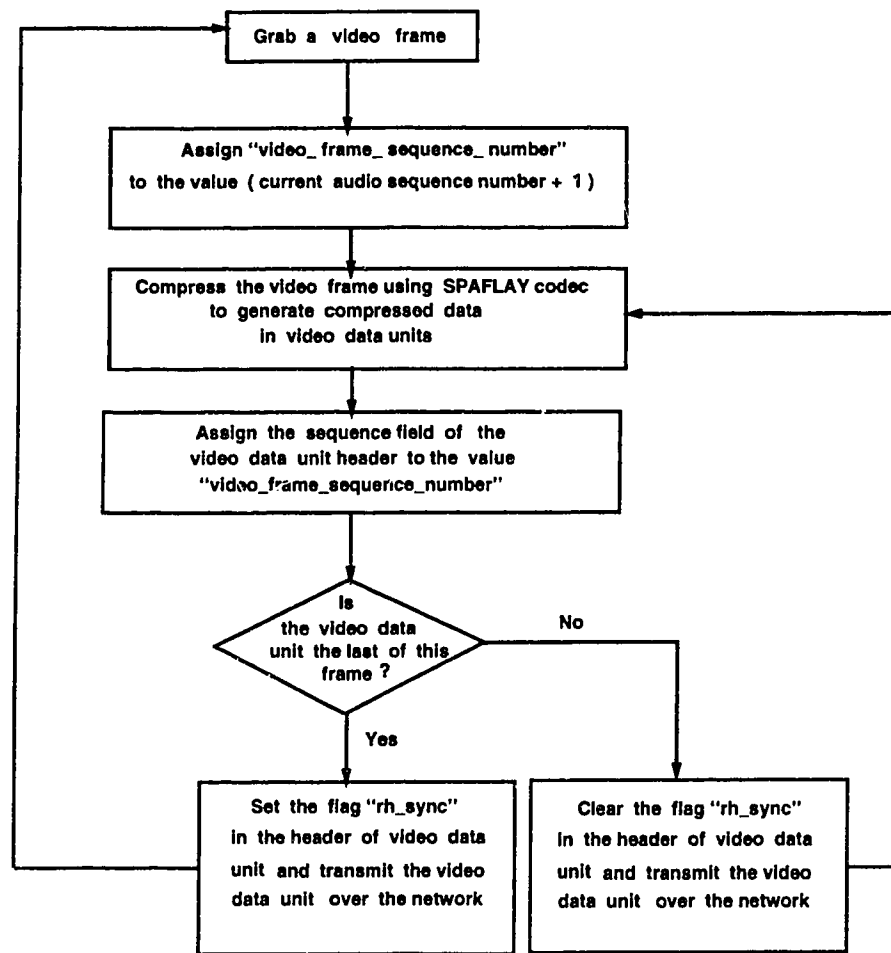 Grab a video frame
Assign "video_ frame_ sequence_ number"
to the value ( current audio sequence number + 1 )
Compress the video frame using SPAFLAY codec
to generate compressed data
in video data units
Assign the sequence field of the
video data unit header to the value
"video_frame_sequence_number"
Is
the video data
unit the last of this
frame ?
No
Yes
Set the flag "rh_sync"
in the header of video data
unit and transmit the video
data unit over the network
Clear the flag "rh_sync"
in the header of video data
unit and transmit the video
data unit over the network